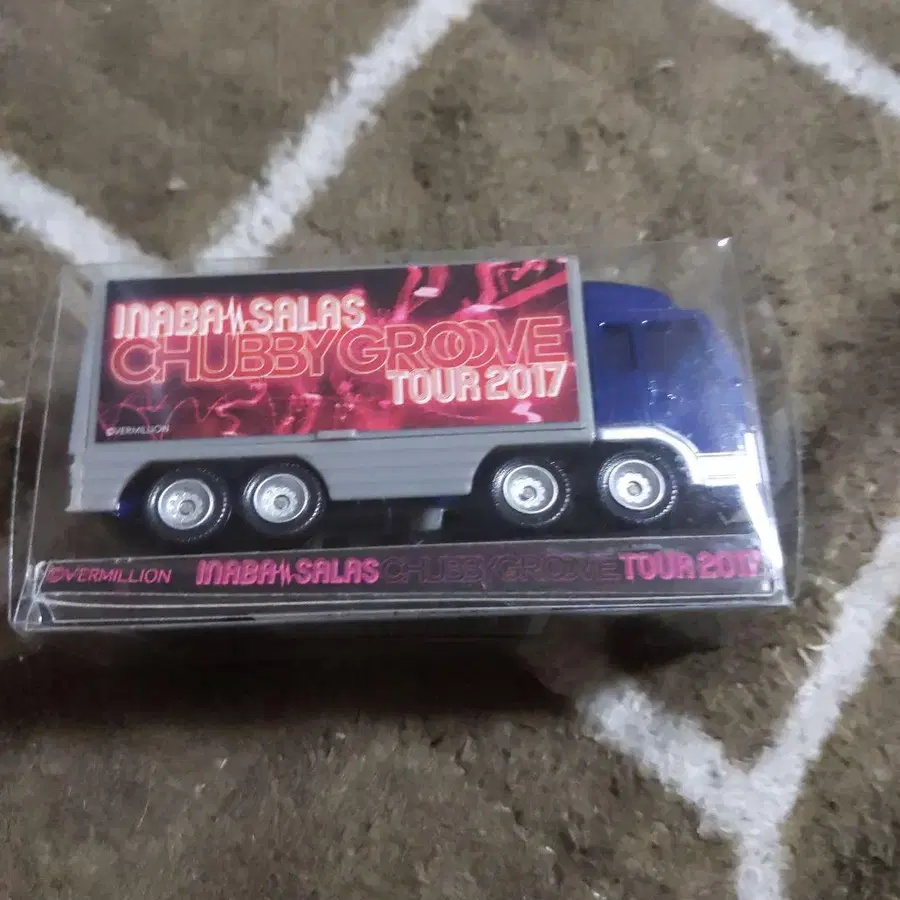 INABA SALAS
CHUBBY GROOVE
TOUR 2017
©VERMILLION
©VERMILLION INABA SALAS CHUBBY GROOVE TOUR 2017